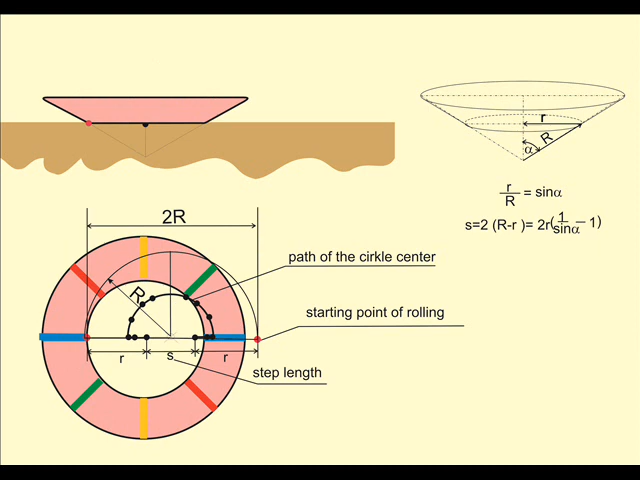 r
R
α
r/R = sinα
s=2 (R-r )= 2r(1/sinα − 1)
2R
path of the cirkle center
R
starting point of rolling
r s r
step length